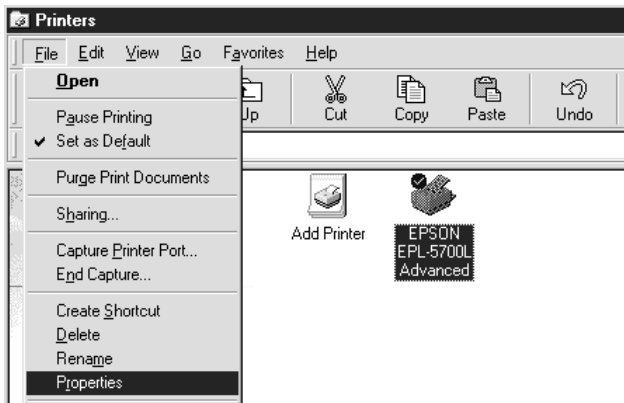 Printers
File Edit View Go Favorites Help
Open
Pause Printing
Set as Default
Purge Print Documents
Sharing...
Capture Printer Port...
End Capture...
Create Shortcut
Delete
Rename
Properties
Up Cut Copy Paste Undo
Add Printer
EPSON
EPL-5700L
Advanced